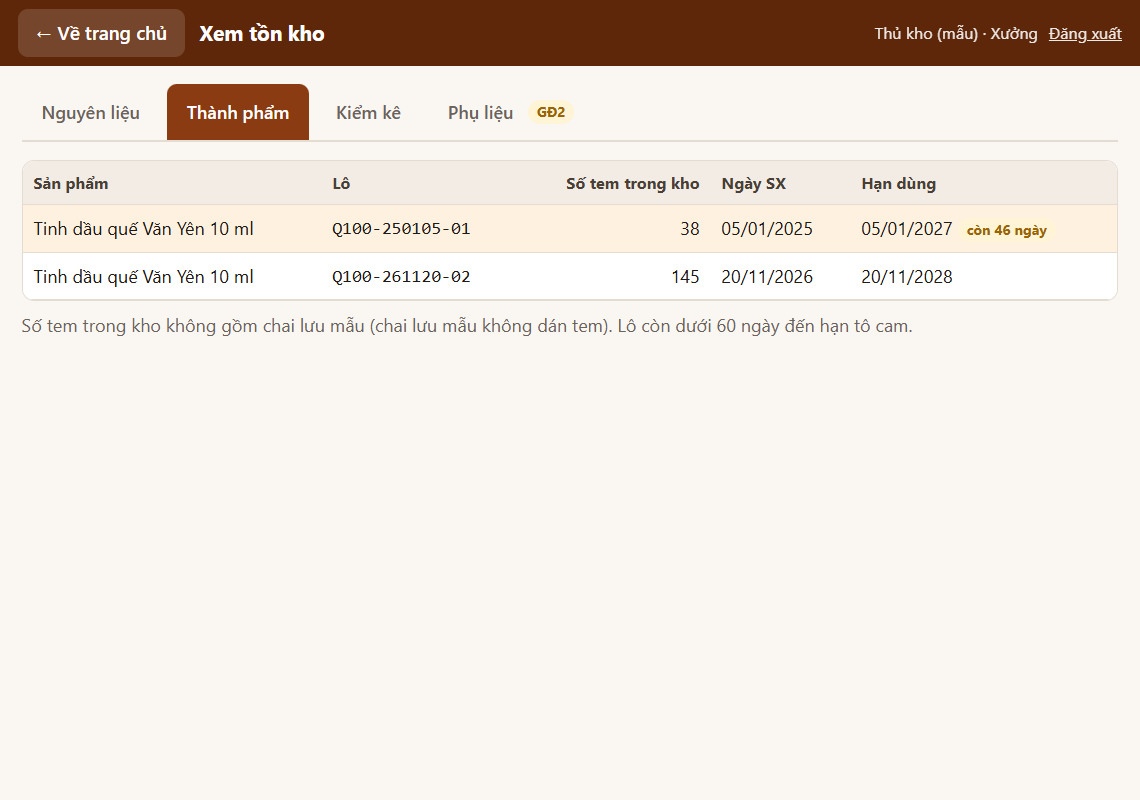 ← Về trang chủ Xem tồn kho Thủ kho (mẫu) · Xưởng Đăng xuất
Nguyên liệu Thành phẩm Kiểm kê Phụ liệu GĐ2
Sản phẩm Lô Số tem trong kho Ngày SX Hạn dùng
Tinh dầu quế Văn Yên 10 ml Q100-250105-01 38 05/01/2025 05/01/2027 còn 46 ngày
Tinh dầu quế Văn Yên 10 ml Q100-261120-02 145 20/11/2026 20/11/2028
Số tem trong kho không gồm chai lưu mẫu (chai lưu mẫu không dán tem). Lô còn dưới 60 ngày đến hạn tô cam.